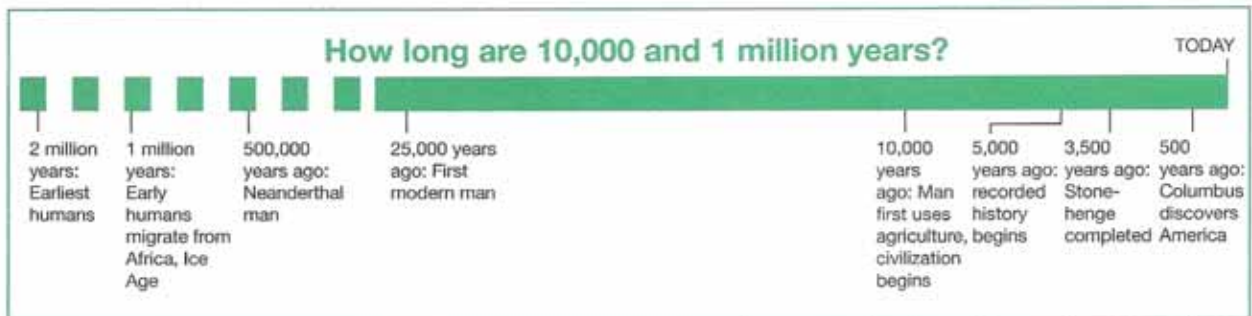 How long are 10,000 and 1 million years?
TODAY
2 million
years:
Earliest
humans
1 million
years:
Early
humans
migrate from
Africa, Ice
Age
500,000
years ago:
Neanderthal
man
25,000 years
ago: First
modern man
10,000
years
ago: Man
first uses
agriculture,
civilization
begins
5,000
years ago:
recorded
history
begins
3,500
years ago:
Stone-
henge
completed
500
years ago:
Columbus
discovers
America